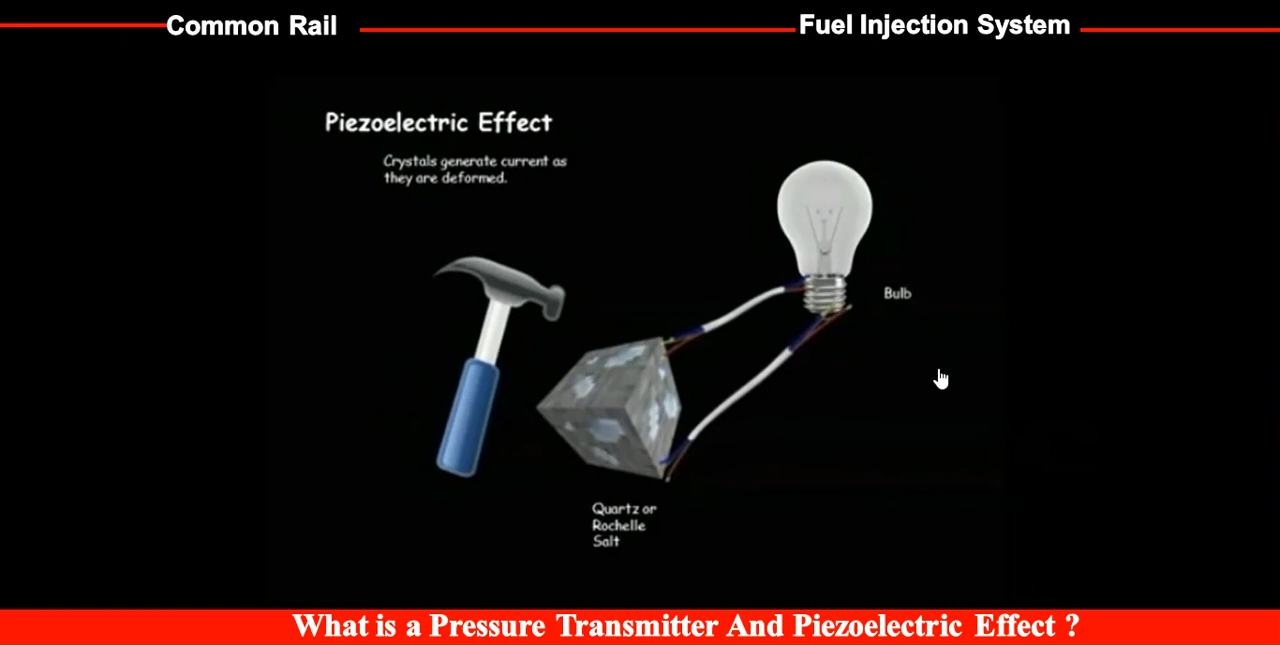 Common Rail
Fuel Injection System
Piezoelectric Effect
Crystals generate current as
they are deformed.
Bulb
Quartz or
Rochelle
Salt
What is a Pressure Transmitter And Piezoelectric Effect ?